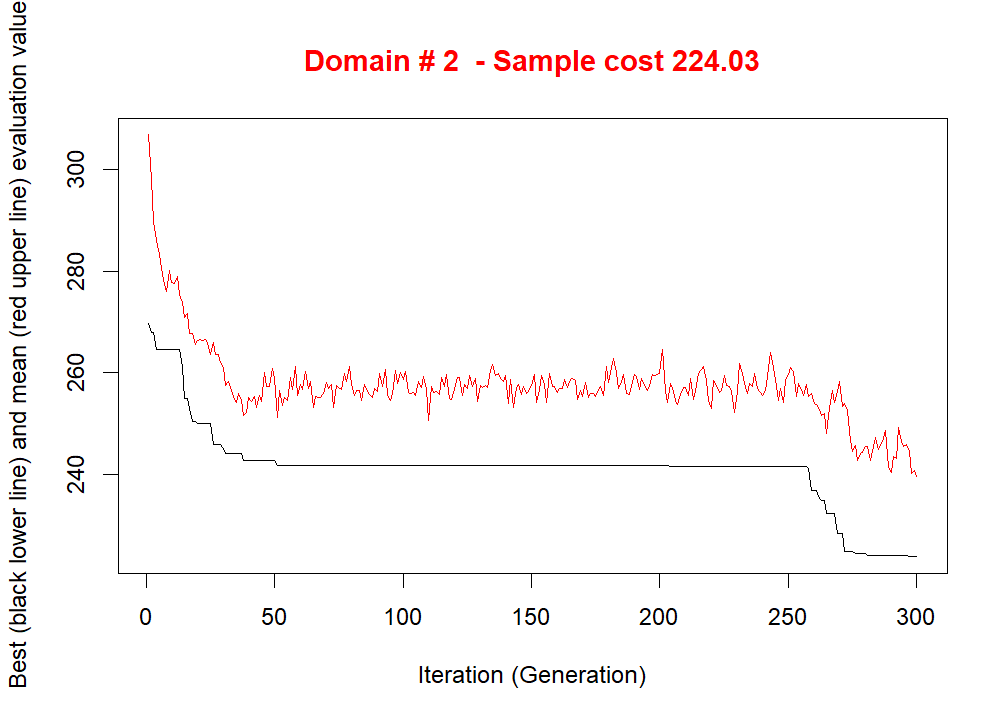 Domain # 2  - Sample cost 224.03
Best (black lower line) and mean (red upper line) evaluation value
300
280
260
240
0 50 100 150 200 250 300
Iteration (Generation)